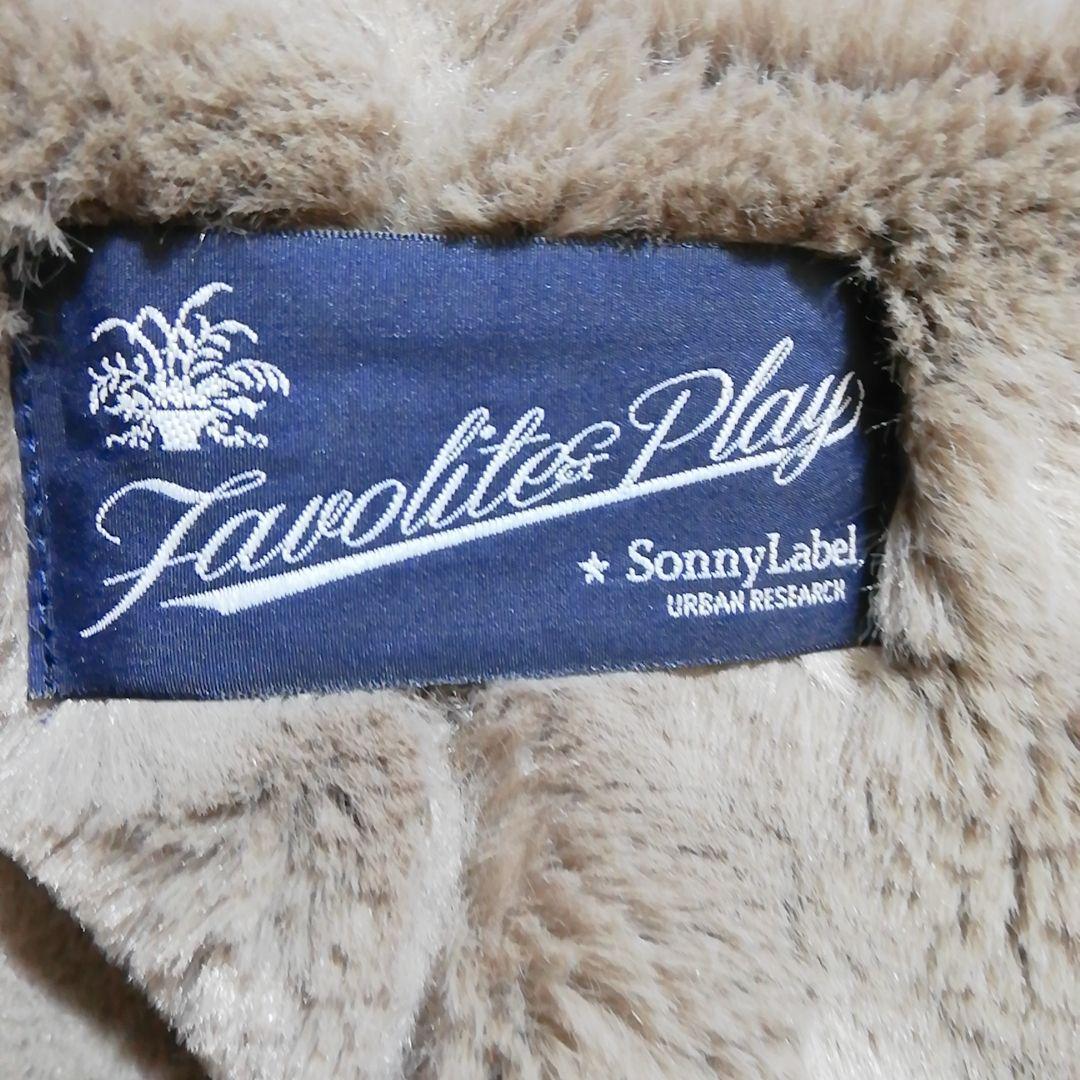 Favolite & Play
★ SonnyLabel
URBAN RESEARCH